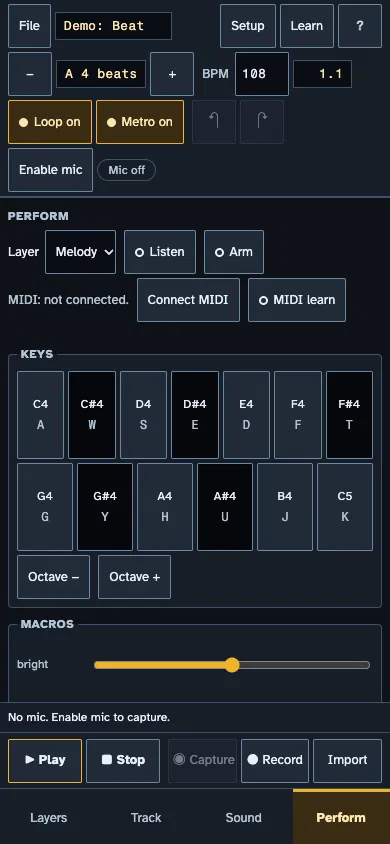 File Demo: Beat Setup Learn ?
− A 4 beats + BPM 108 1.1
Loop on Metro on
Enable mic Mic off
PERFORM
Layer Melody Listen Arm
MIDI: not connected. Connect MIDI MIDI learn
KEYS
C4 C#4 D4 D#4 E4 F4 F#4
A W S E D F T
G4 G#4 A4 A#4 B4 C5
G Y H U J K
Octave − Octave +
MACROS
bright
No mic. Enable mic to capture.
Play Stop Capture Record Import
Layers Track Sound Perform